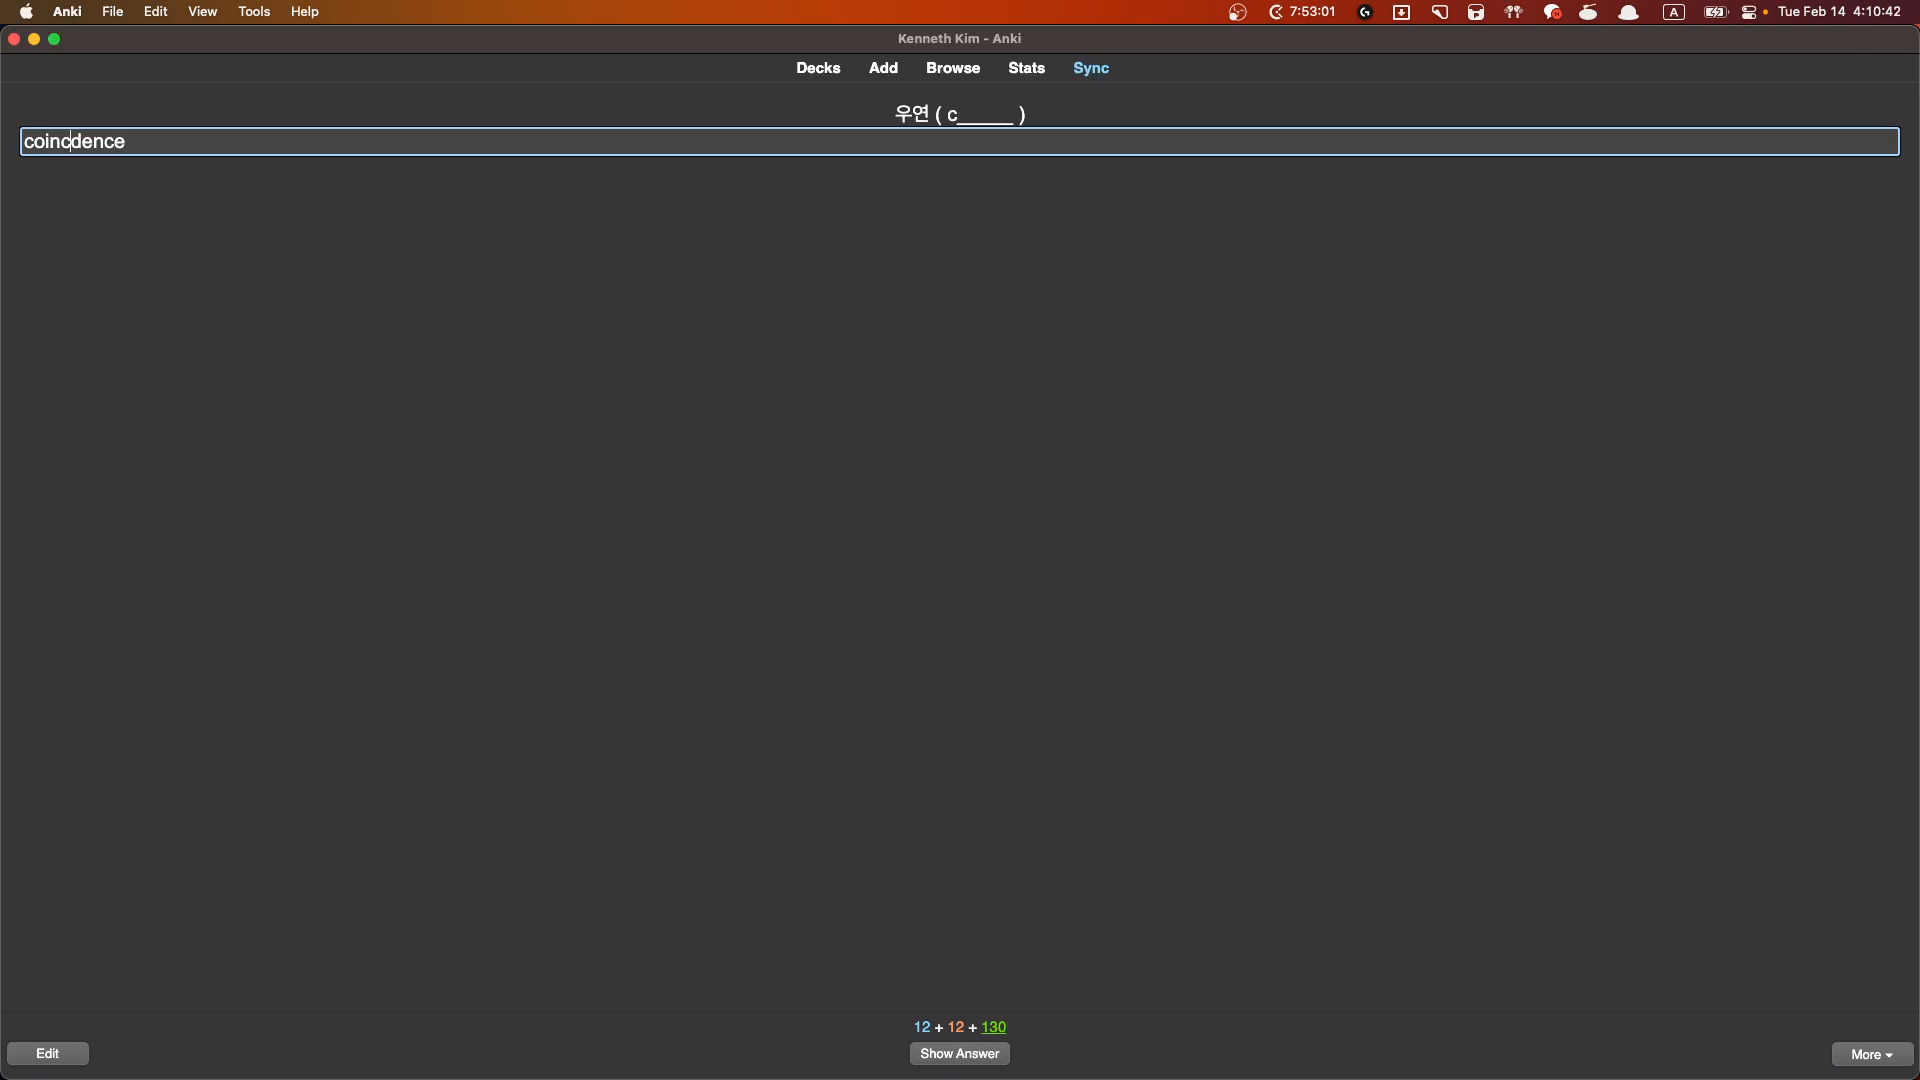 Anki File Edit View Tools Help 7:53:01 A Tue Feb 14 4:10:42
Kenneth Kim - Anki
Decks Add Browse Stats Sync
우연 ( c_____ )
coincdence
12 + 12 + 130
Edit Show Answer More